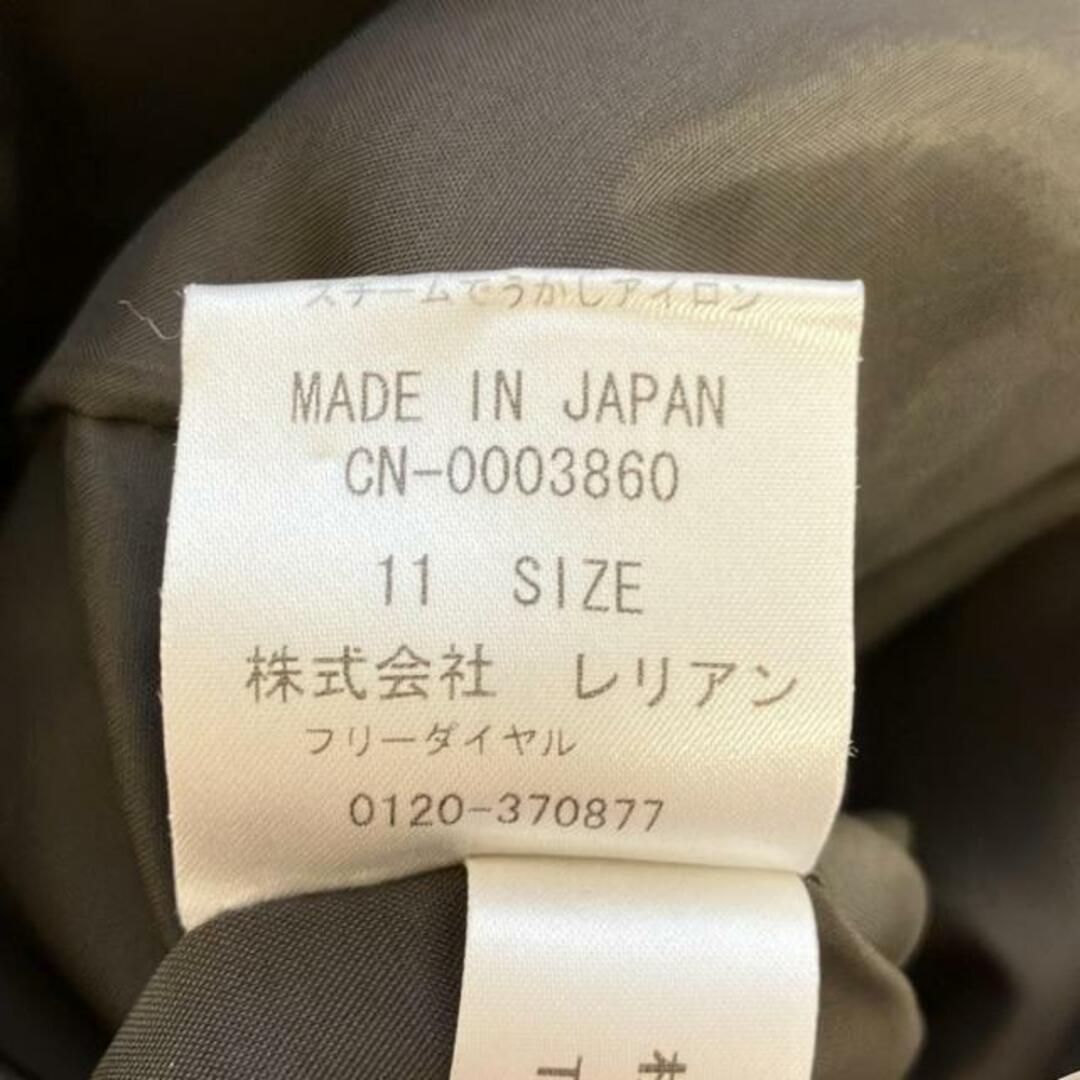 スチームでうかしアイロン
MADE IN JAPAN
CN-0003860
11 SIZE
株式会社 レリアン
フリーダイヤル
0120-370877